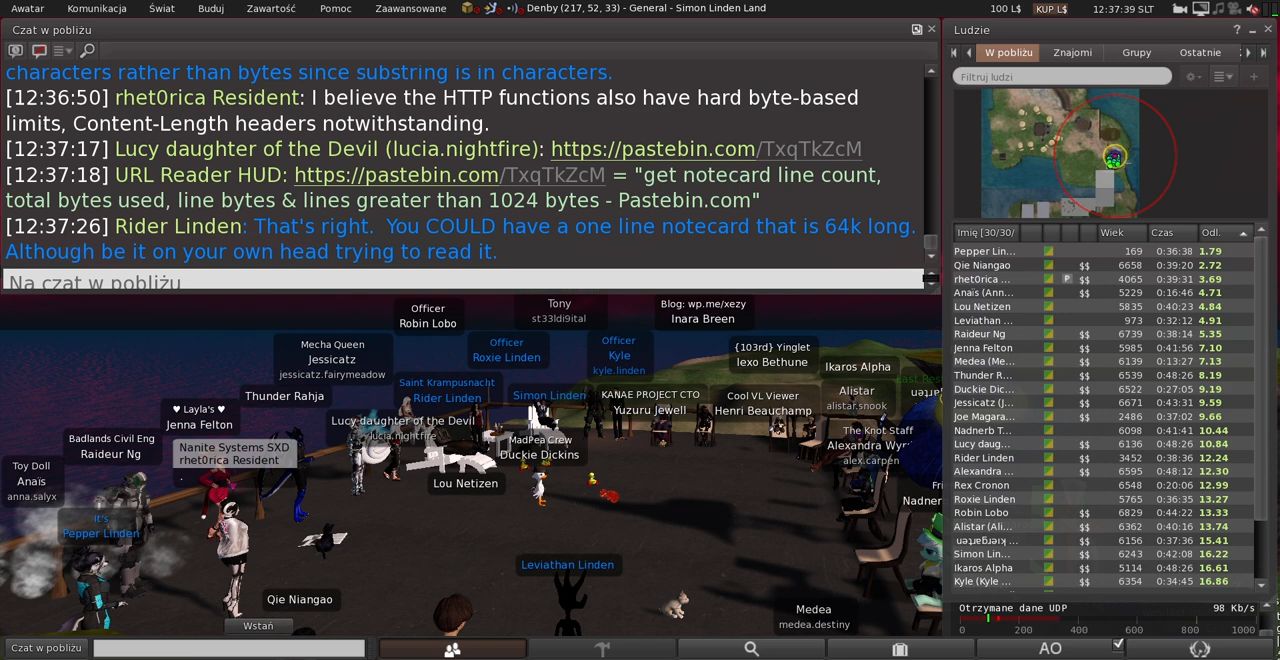 Awatar Komunikacja Świat Buduj Zawartość Pomoc Zaawansowane Denby (217, 52, 33) - General - Simon Linden Land 100 L$ KUP L$ 12:37:39 SLT
Czat w pobliżu
characters rather than bytes since substring is in characters.
[12:36:50] rhet0rica Resident: I believe the HTTP functions also have hard byte-based
limits, Content-Length headers notwithstanding.
[12:37:17] Lucy daughter of the Devil (lucia.nightfire): https://pastebin.com/TxqTkZcM
[12:37:18] URL Reader HUD: https://pastebin.com/TxqTkZcM = "get notecard line count,
total bytes used, line bytes & lines greater than 1024 bytes - Pastebin.com"
[12:37:26] Rider Linden: That's right.  You COULD have a one line notecard that is 64k long.
Although be it on your own head trying to read it.
Na czat w pobliżu
Officer
Robin Lobo
Tony
st33ldi9ital
Blog: wp.me/xezy
Inara Breen
Mecha Queen
Jessicatz
jessicatz.fairymeadow
Officer
Roxie Linden
Officer
Kyle
kyle.linden
{103rd} Yinglet
Iexo Bethune
Ikaros Alpha
Thunder Rahja
Saint Krampusnacht
Rider Linden
Simon Linden
KANAE PROJECT CTO
Yuzuru Jewell
Cool VL Viewer
Henri Beauchamp
Alistar
alistar.snook
♥ Layla's ♥
Jenna Felton
Lucy daughter of the Devil
lucia.nightfire
MadPea Crew
Duckie Dickins
The Knot Staff
alex.carpen
Badlands Civil Eng
Raideur Ng
Nanite Systems SXD
rhet0rica Resident
.
Toy Doll
Anaïs
anna.salyx
Lou Netizen
It's
Pepper Linden
Leviathan Linden
Qie Niangao
Medea
medea.destiny
Wstań
Czat w pobliżu
AO
Ludzie
W pobliżu Znajomi Grupy Ostatnie
Filtruj ludzi
Imię [30/30/ Wiek Czas Odl.
Pepper Lin... 169 0:36:38 1.79
Qie Niangao $$ 6658 0:39:20 2.72
rhet0rica ... P $$ 4065 0:39:31 3.69
Anaïs (Ann... $$ 5229 0:16:46 4.71
Lou Netizen 5835 0:40:23 4.84
Leviathan ... 973 0:32:12 4.91
Raideur Ng $$ 6739 0:38:14 5.35
Jenna Felton $$ 5985 0:41:56 7.10
Medea (Me... $$ 6139 0:13:27 7.13
Thunder R... $$ 6539 0:48:26 8.19
Duckie Dic... $$ 6522 0:27:05 9.19
Jessicatz (J... $$ 6671 0:43:31 9.59
Joe Magara... $$ 2486 0:37:02 9.66
Nadnerb T... 6098 0:41:41 10.44
Lucy daug... $$ 6136 0:48:26 10.84
Rider Linden $$ 3452 0:38:36 12.24
Alexandra ... $$ 6595 0:48:12 12.30
Rex Cronon 6548 0:20:06 12.99
Roxie Linden 5765 0:36:35 13.27
Robin Lobo $$ 6829 0:44:22 13.33
Alistar (Ali... $$ 6362 0:40:16 13.74
$$ 6156 0:37:36 15.41
Simon Lin... $$ 6243 0:42:08 16.22
Ikaros Alpha $$ 5114 0:48:26 16.61
Kyle (Kyle ... $$ 6354 0:34:45 16.86
Otrzymane dane UDP 98 Kb/s
0 200 400 600 800 1000